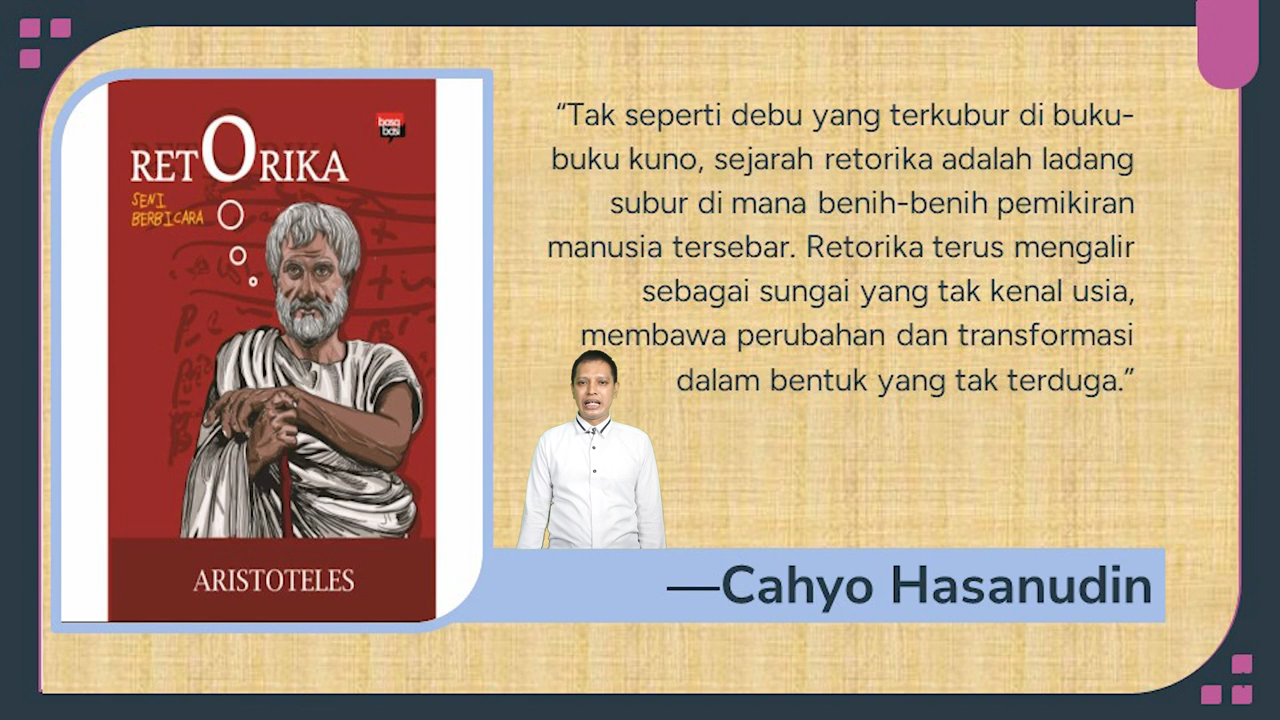 RETORIKA
SENI
BERBICARA
basa
basi
ARISTOTELES
“Tak seperti debu yang terkubur di buku-
buku kuno, sejarah retorika adalah ladang
subur di mana benih-benih pemikiran
manusia tersebar. Retorika terus mengalir
sebagai sungai yang tak kenal usia,
membawa perubahan dan transformasi
dalam bentuk yang tak terduga.”
—Cahyo Hasanudin